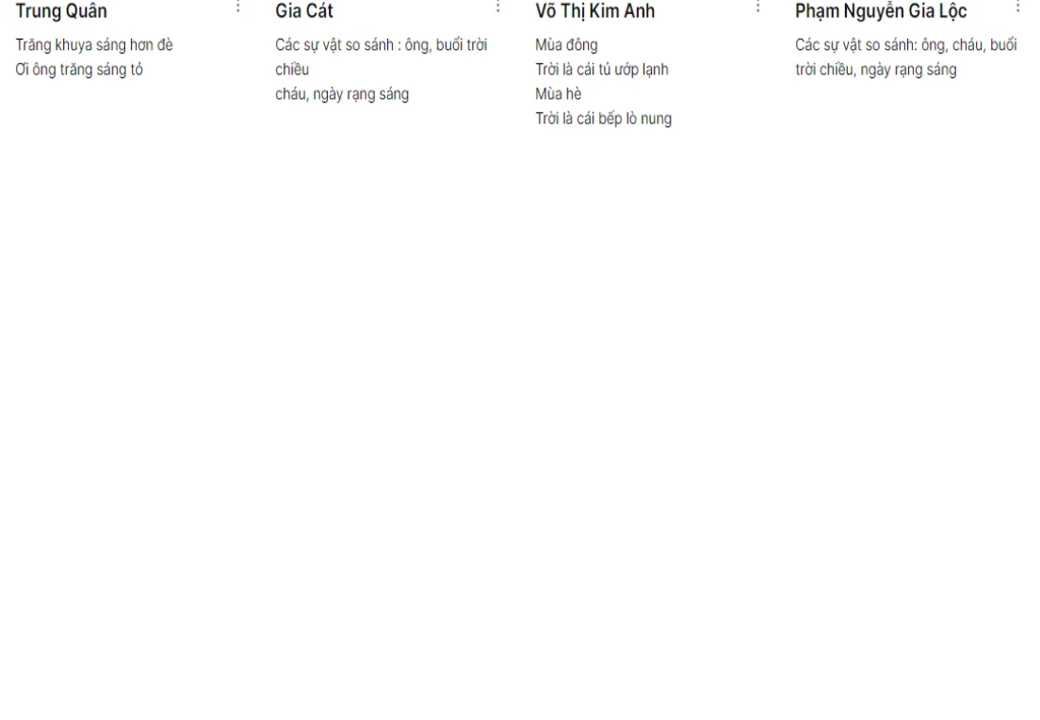 Trung Quân
Trăng khuya sáng hơn đè
Ơi ông trăng sáng tỏ
Gia Cát
Các sự vật so sánh : ông, buổi trời
chiều
cháu, ngày rạng sáng
Võ Thị Kim Anh
Mùa đông
Trời là cái tủ ướp lạnh
Mùa hè
Trời là cái bếp lò nung
Phạm Nguyễn Gia Lộc
Các sự vật so sánh: ông, cháu, buổi
trời chiều, ngày rạng sáng